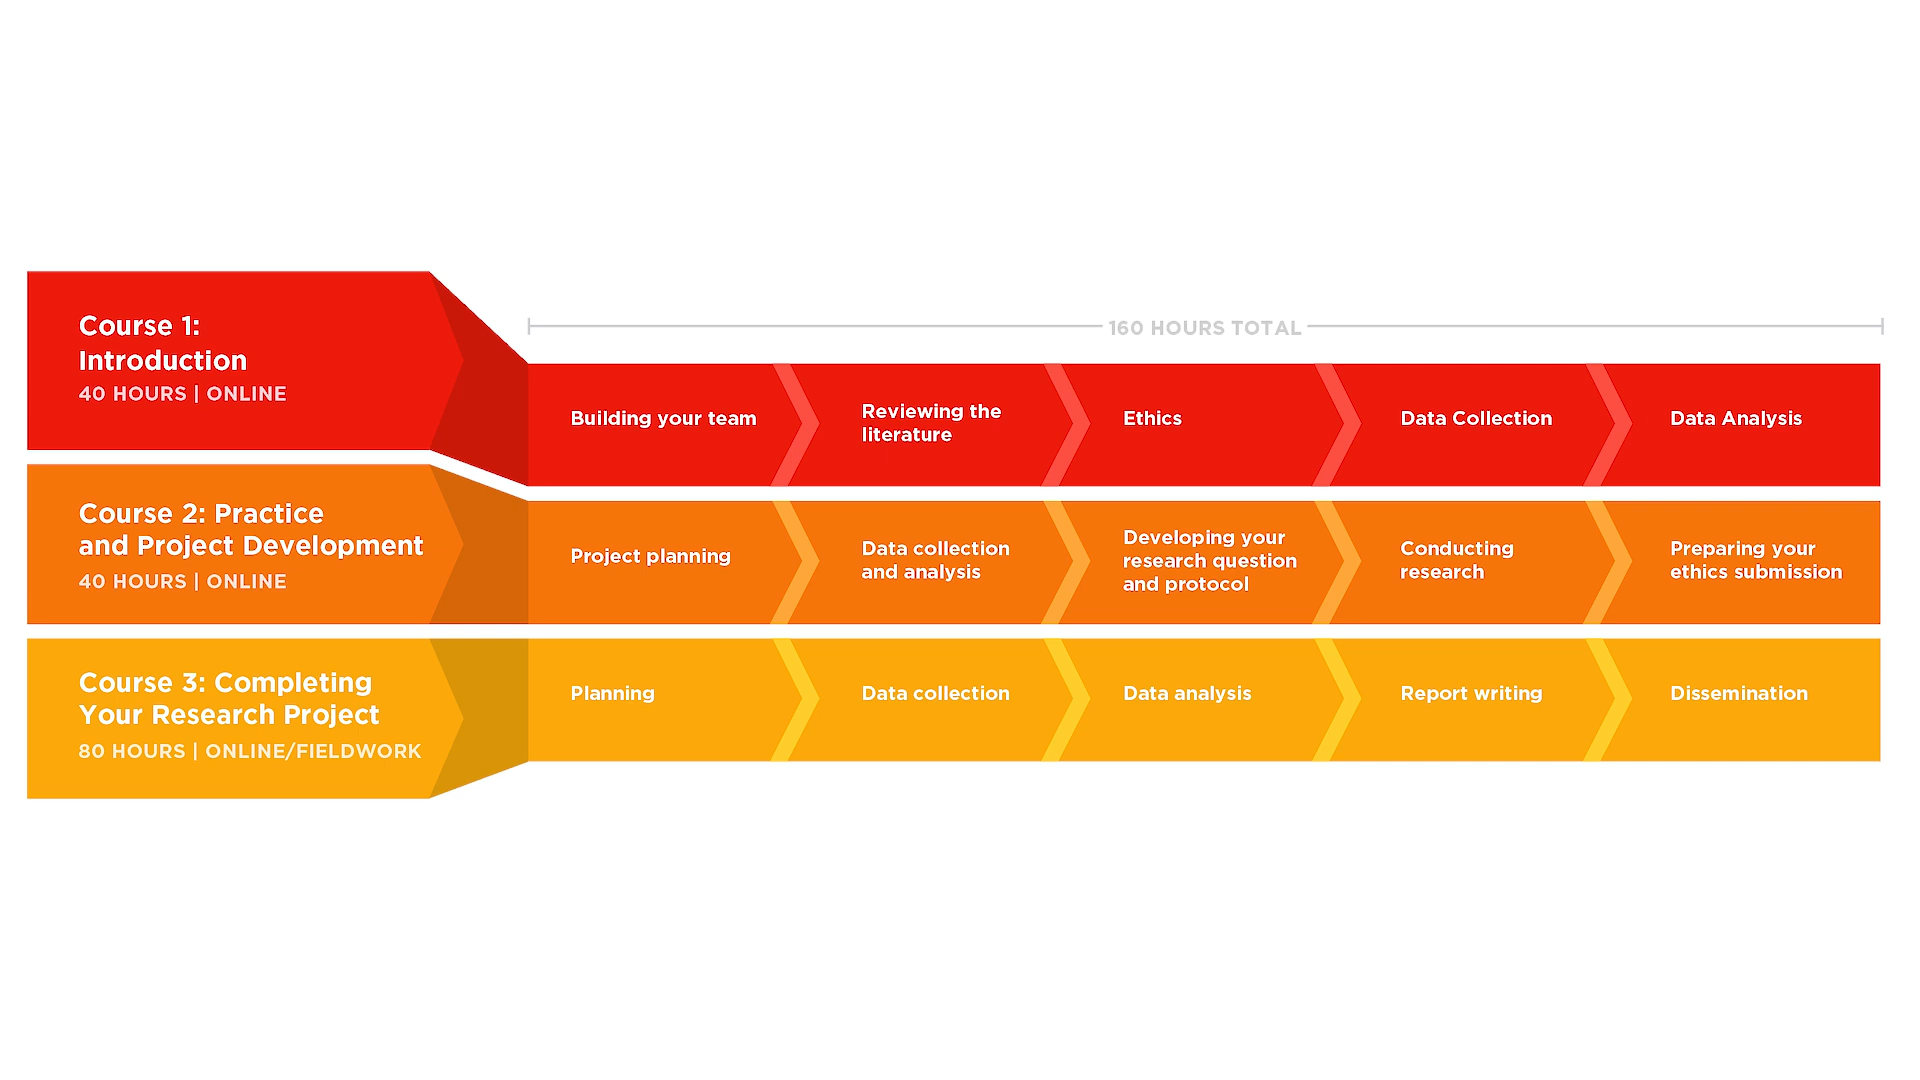 Course 1:
Introduction
40 HOURS | ONLINE
160 HOURS TOTAL
Building your team
Reviewing the
literature
Ethics
Data Collection
Data Analysis
Course 2: Practice
and Project Development
40 HOURS | ONLINE
Project planning
Data collection
and analysis
Developing your
research question
and protocol
Conducting
research
Preparing your
ethics submission
Course 3: Completing
Your Research Project
80 HOURS | ONLINE/FIELDWORK
Planning
Data collection
Data analysis
Report writing
Dissemination